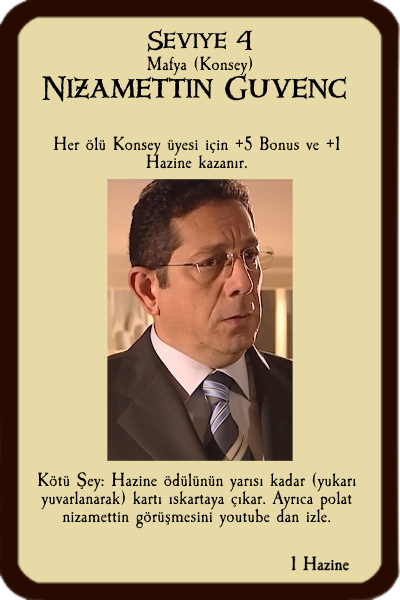 Seviye 4
Mafya (Konsey)
Nizamettin Guvenc
Her ölü Konsey üyesi için +5 Bonus ve +1
Hazine kazanır.
Kötü Şey: Hazine ödülünün yarısı kadar (yukarı
yuvarlanarak) kartı ıskartaya çıkar. Ayrıca polat
nizamettin görüşmesini youtube dan izle.
1 Hazine